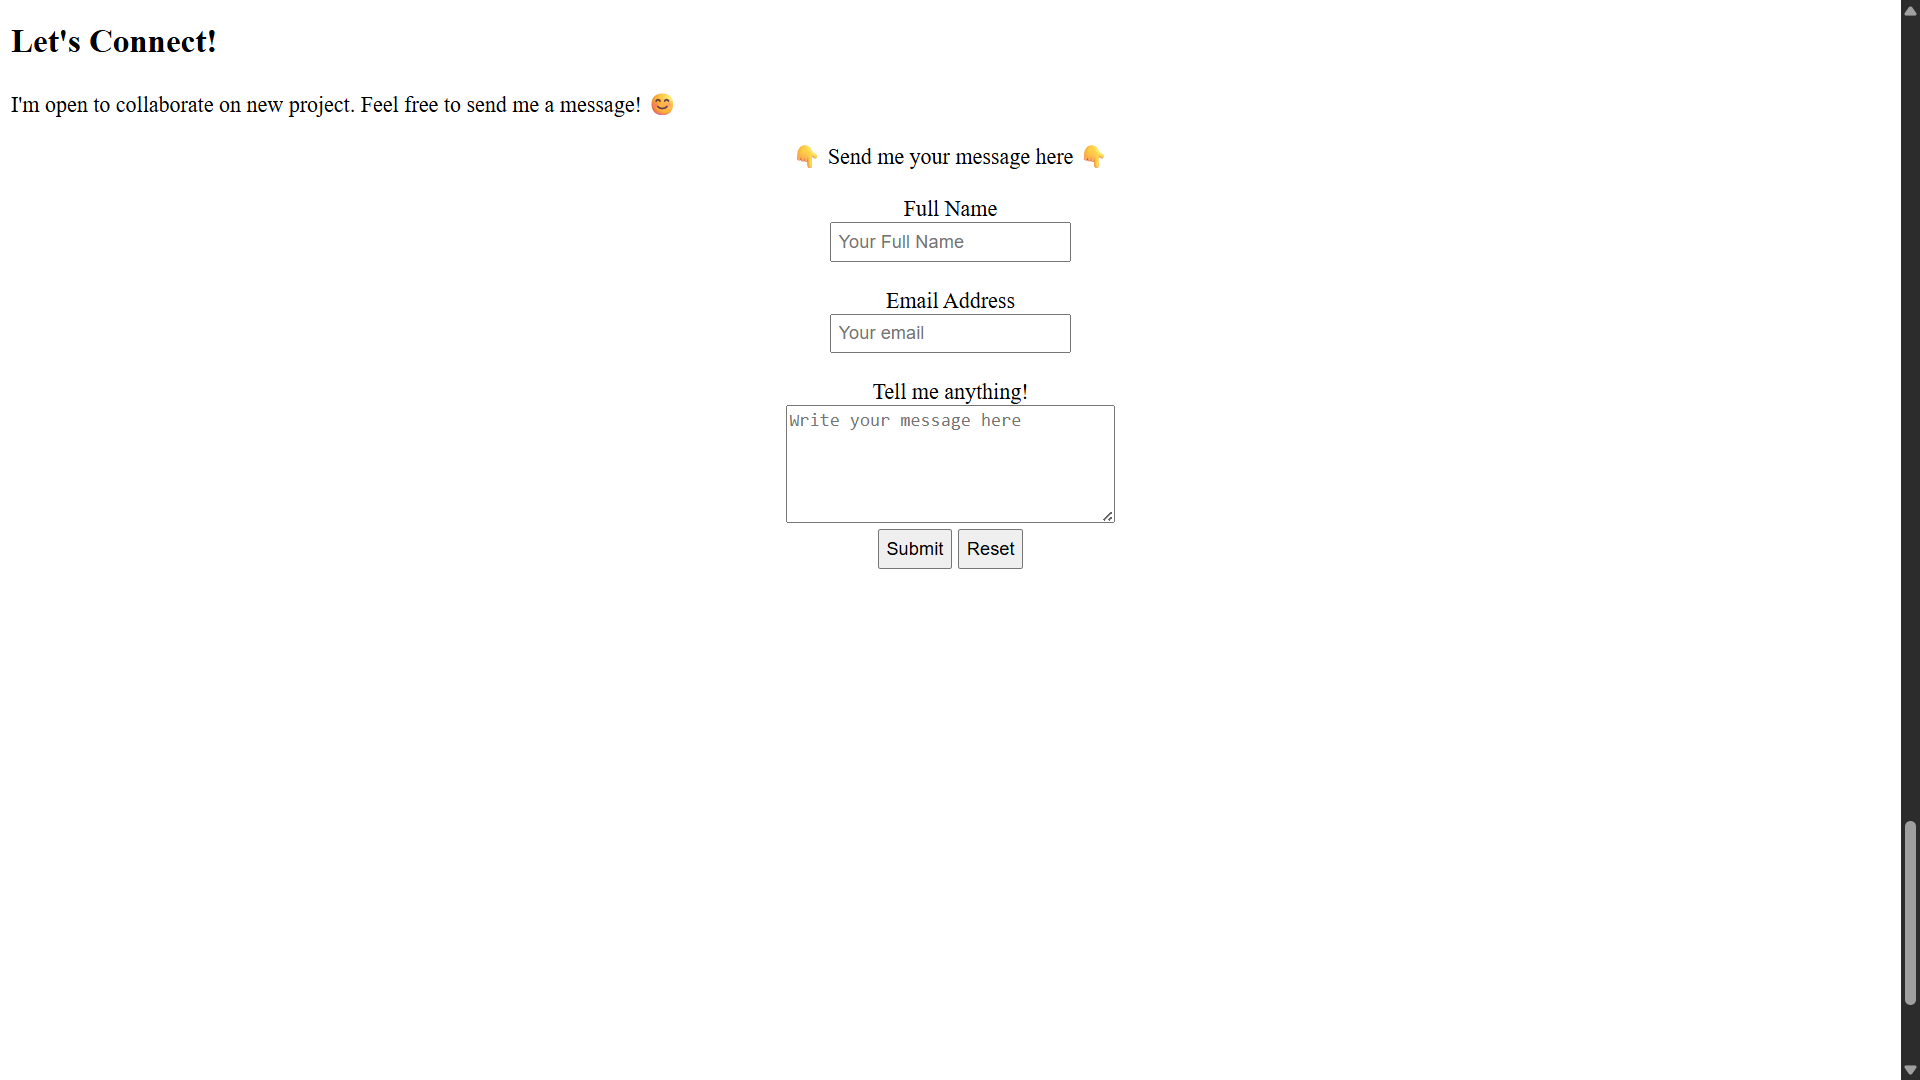 Let's Connect!
I'm open to collaborate on new project. Feel free to send me a message! 😊
👇 Send me your message here 👇
Full Name
Your Full Name
Email Address
Your email
Tell me anything!
Write your message here
Submit Reset